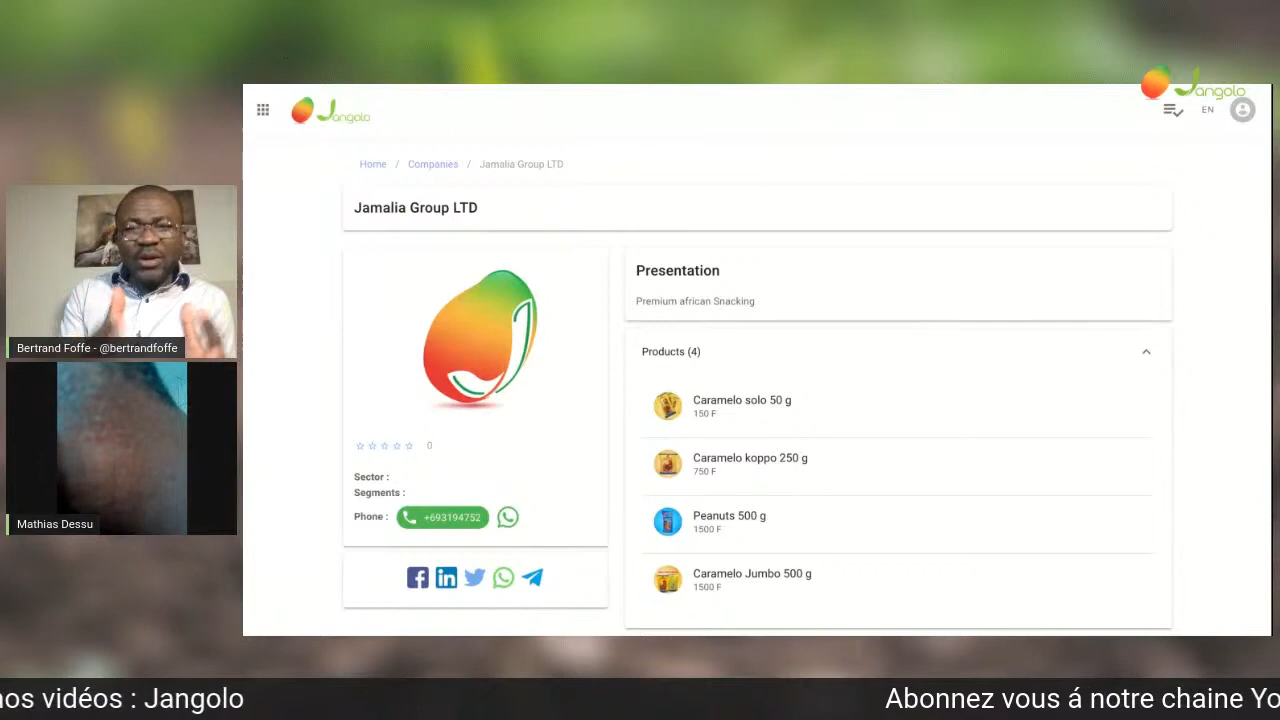 Jangolo
Jangolo
EN
Home / Companies / Jamalia Group LTD
Jamalia Group LTD
Presentation
Premium african Snacking
Products (4)
Caramelo solo 50 g
150 F
Caramelo koppo 250 g
750 F
Peanuts 500 g
1500 F
Caramelo Jumbo 500 g
1500 F
0
Sector :
Segments :
Phone : +693194752
Bertrand Foffe - @bertrandfoffe
Mathias Dessu
nos vidéos : Jangolo
Abonnez vous á notre chaine Yo